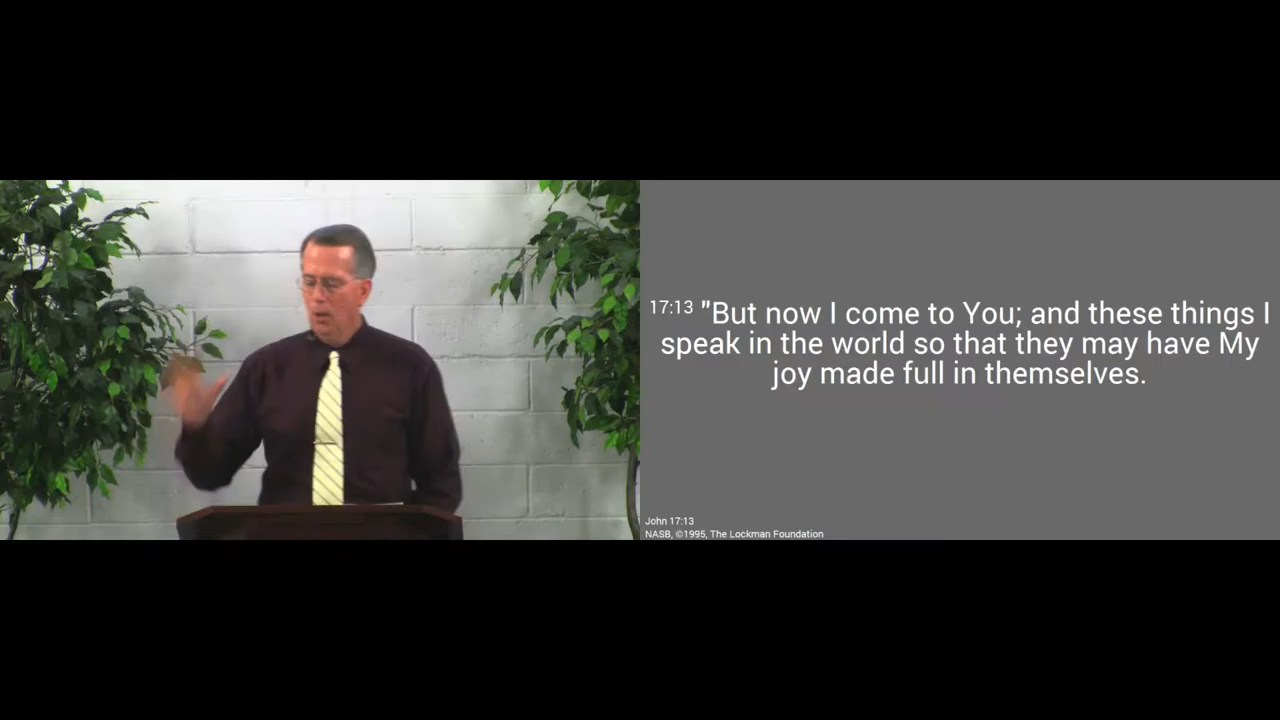 17:13 "But now I come to You; and these things I
speak in the world so that they may have My
joy made full in themselves.
John 17:13
NASB, ©1995, The Lockman Foundation